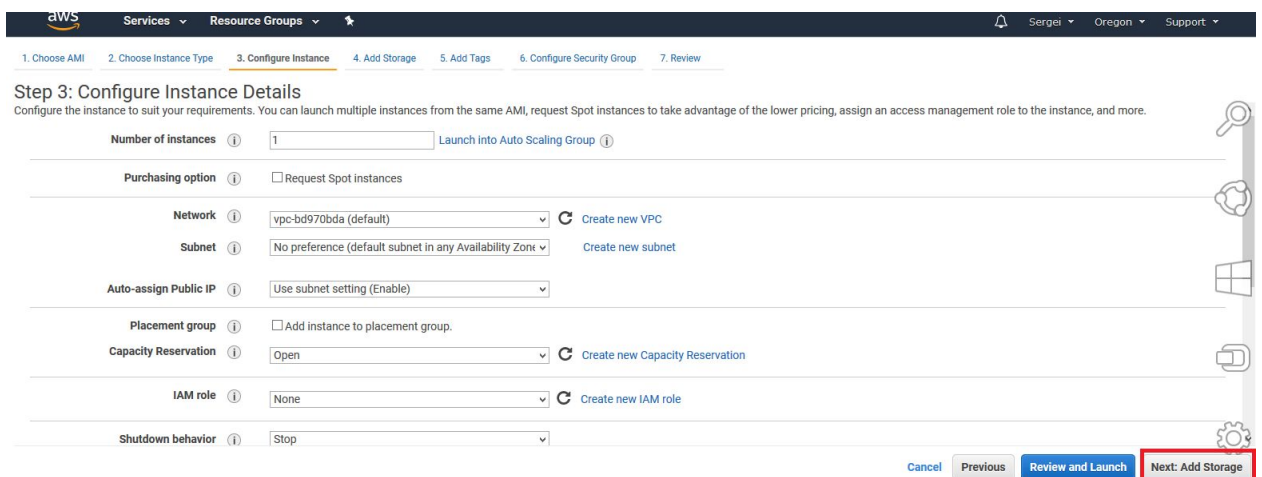 aws Services Resource Groups Sergei Oregon Support
1. Choose AMI 2. Choose Instance Type 3. Configure Instance 4. Add Storage 5. Add Tags 6. Configure Security Group 7. Review
Step 3: Configure Instance Details
Configure the instance to suit your requirements. You can launch multiple instances from the same AMI, request Spot instances to take advantage of the lower pricing, assign an access management role to the instance, and more.
Number of instances i 1 Launch into Auto Scaling Group i
Purchasing option i Request Spot instances
Network i vpc-bd970bda (default) Create new VPC
Subnet i No preference (default subnet in any Availability Zone Create new subnet
Auto-assign Public IP i Use subnet setting (Enable)
Placement group i Add instance to placement group.
Capacity Reservation i Open Create new Capacity Reservation
IAM role i None Create new IAM role
Shutdown behavior i Stop
Cancel Previous Review and Launch Next: Add Storage